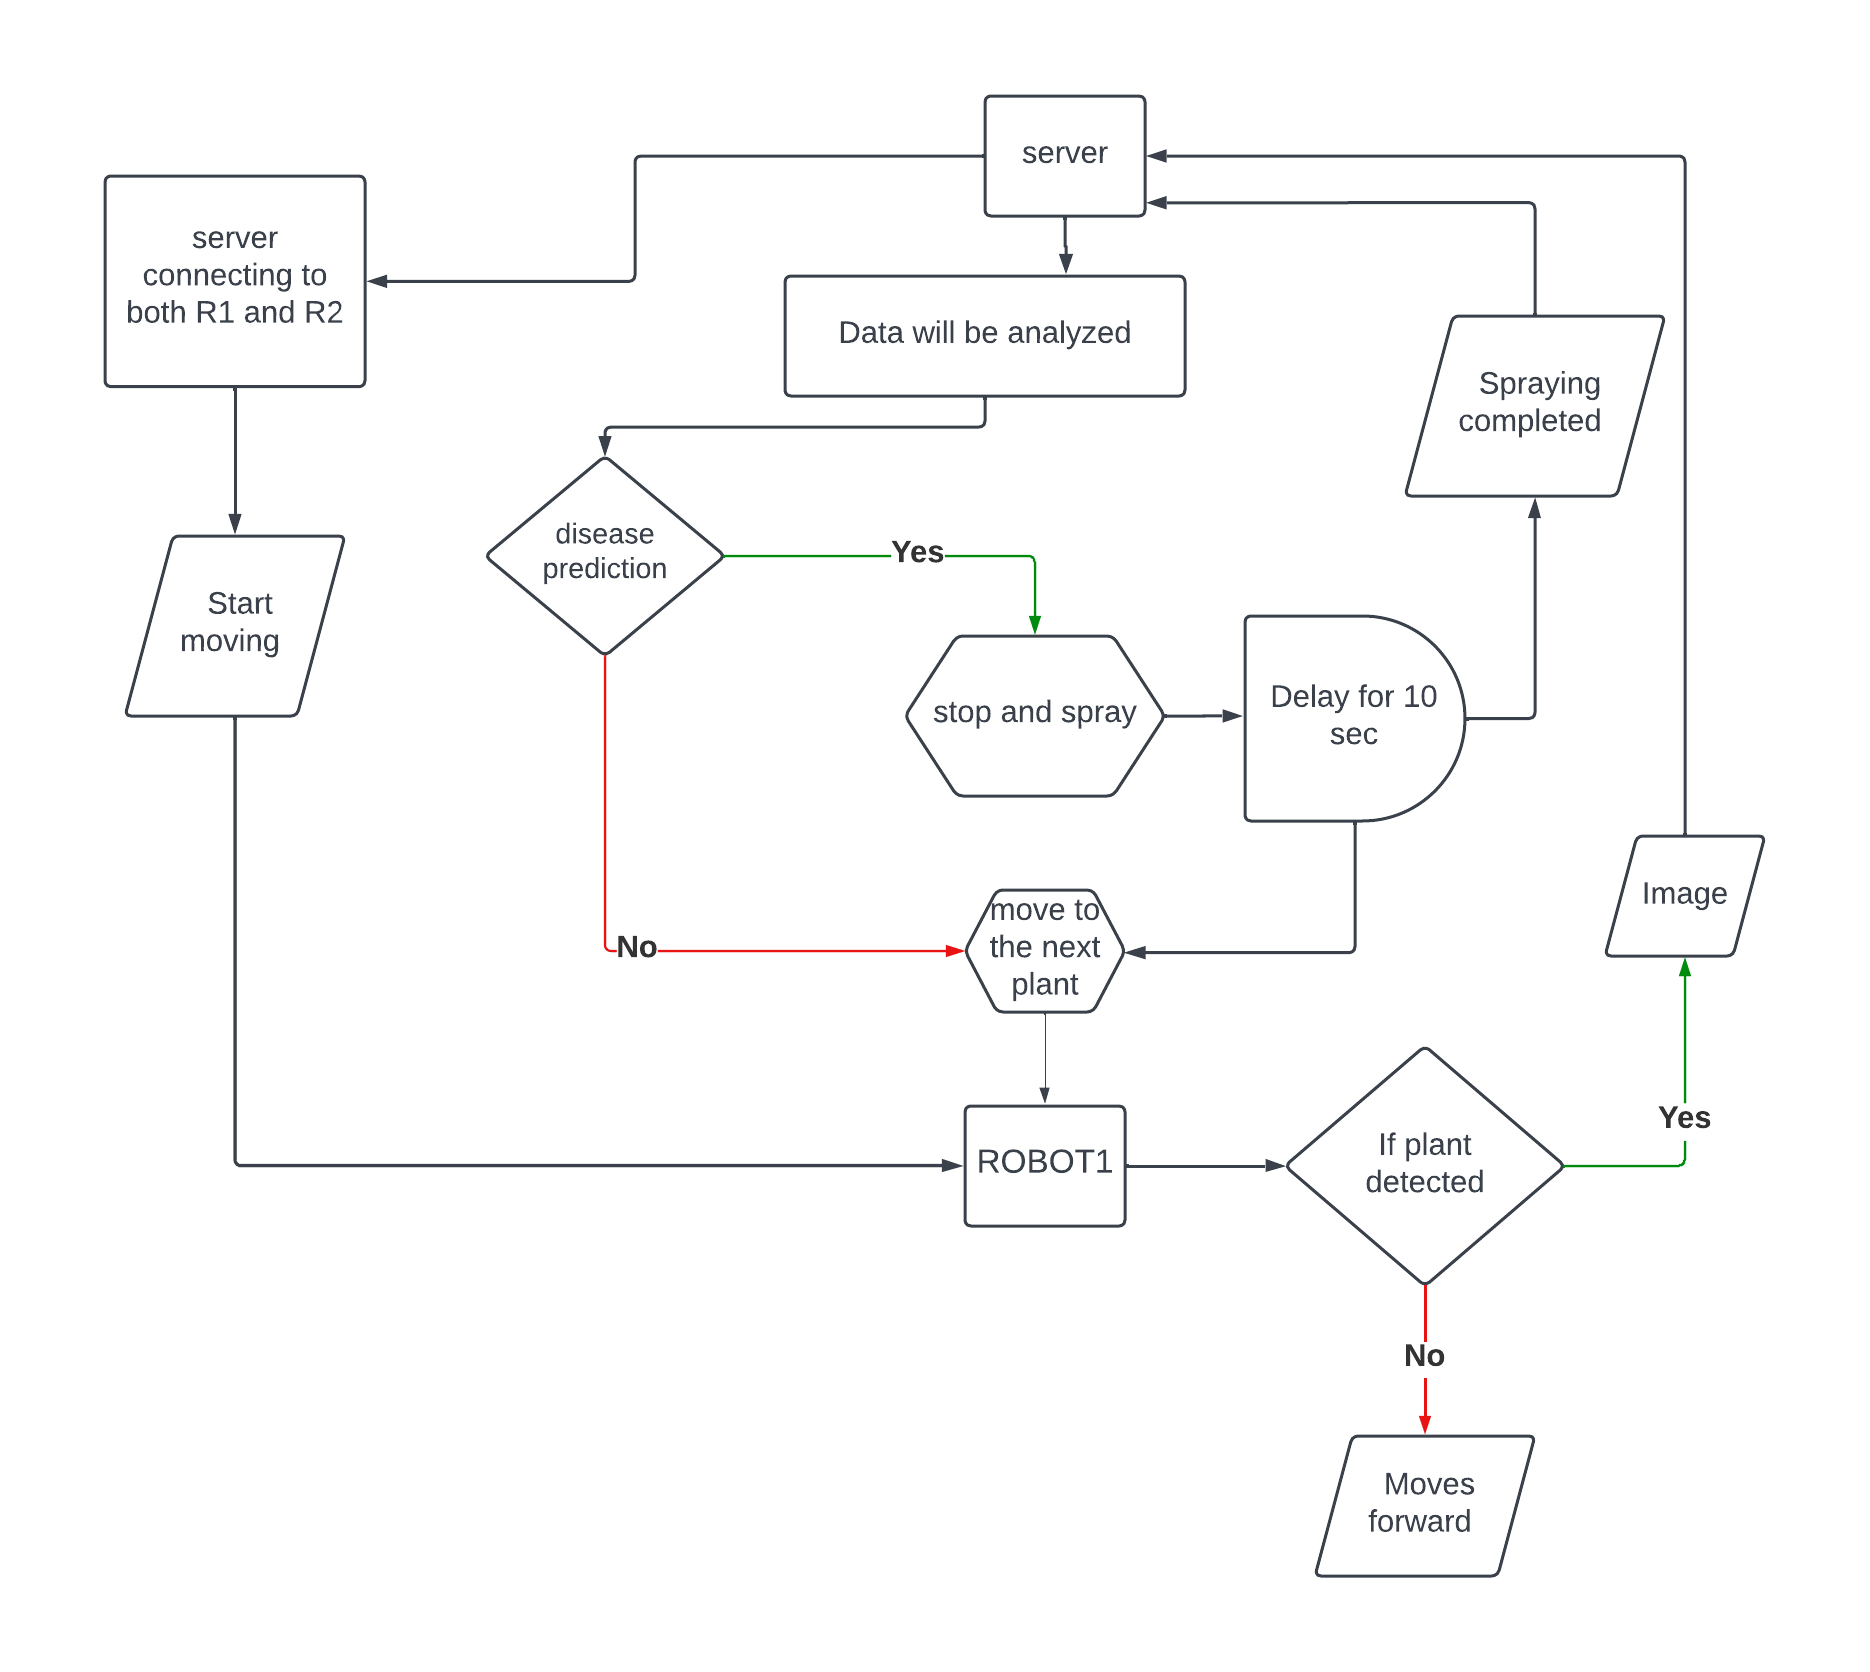 server
server
connecting to
both R1 and R2
Data will be analyzed
Spraying
completed
disease
prediction
Yes
Start
moving
stop and spray
Delay for 10
sec
Image
move to
the next
plant
No
Yes
ROBOT1
If plant
detected
No
Moves
forward